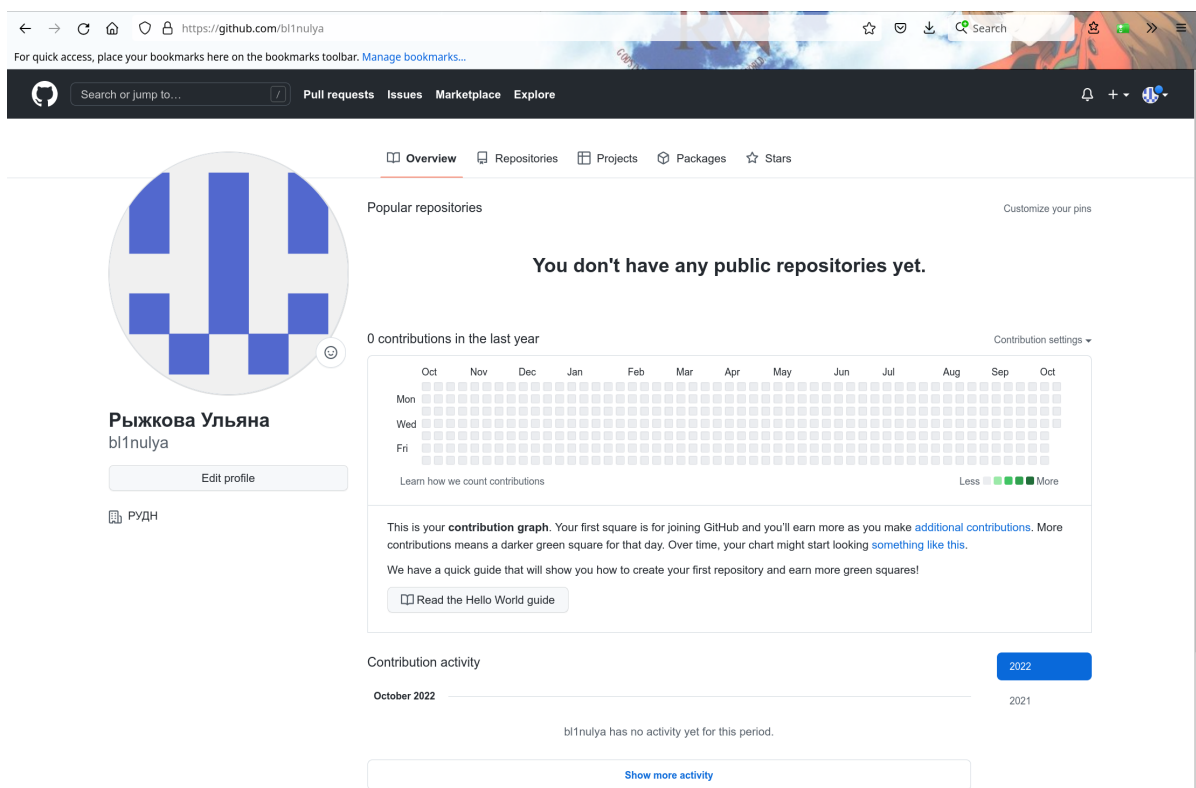 https://github.com/bl1nulya
Search
For quick access, place your bookmarks here on the bookmarks toolbar. Manage bookmarks...
Search or jump to...
/
Pull requests Issues Marketplace Explore
Overview Repositories Projects Packages Stars
Popular repositories
Customize your pins
You don't have any public repositories yet.
Рыжкова Ульяна
bl1nulya
Edit profile
РУДН
0 contributions in the last year
Contribution settings
Oct Nov Dec Jan Feb Mar Apr May Jun Jul Aug Sep Oct
Mon
Wed
Fri
Learn how we count contributions
Less More
This is your contribution graph. Your first square is for joining GitHub and you’ll earn more as you make additional contributions. More
contributions means a darker green square for that day. Over time, your chart might start looking something like this.
We have a quick guide that will show you how to create your first repository and earn more green squares!
Read the Hello World guide
Contribution activity
2022
2021
October 2022
bl1nulya has no activity yet for this period.
Show more activity